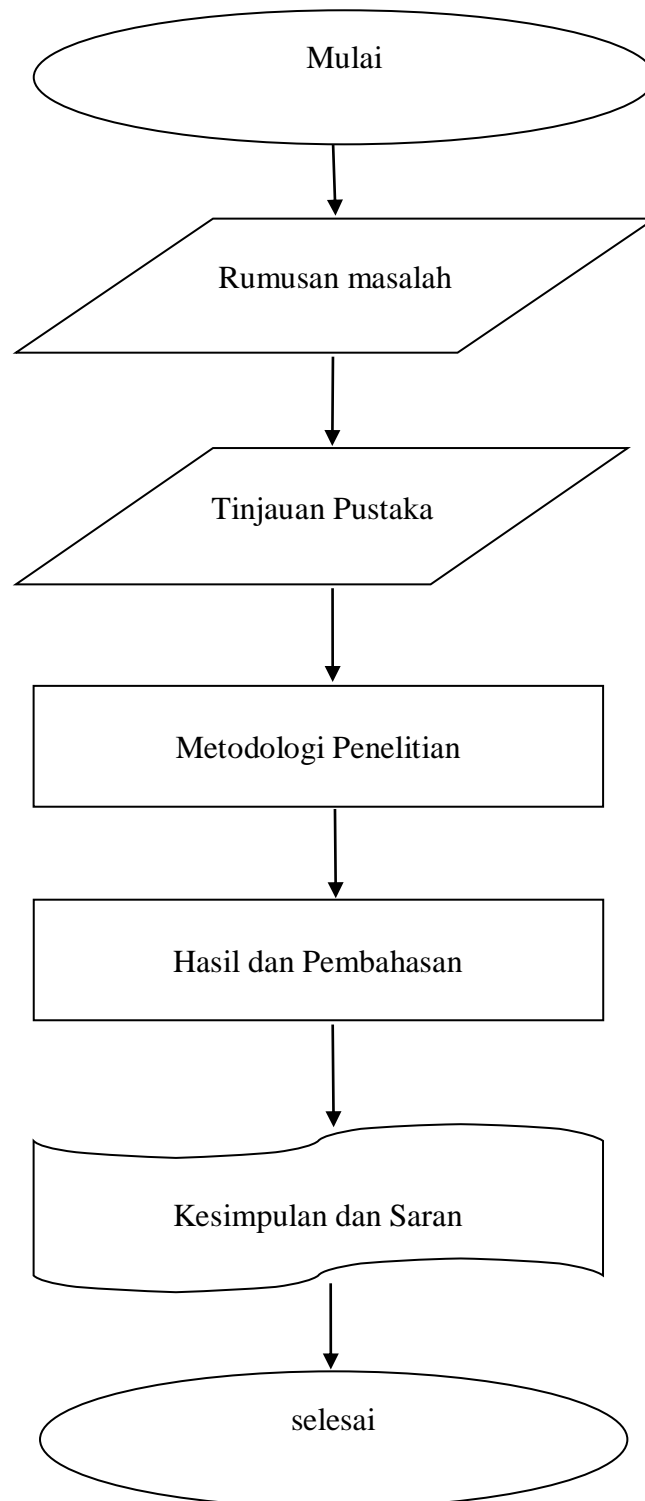 Mulai
Rumusan masalah
Tinjauan Pustaka
Metodologi Penelitian
Hasil dan Pembahasan
Kesimpulan dan Saran
selesai